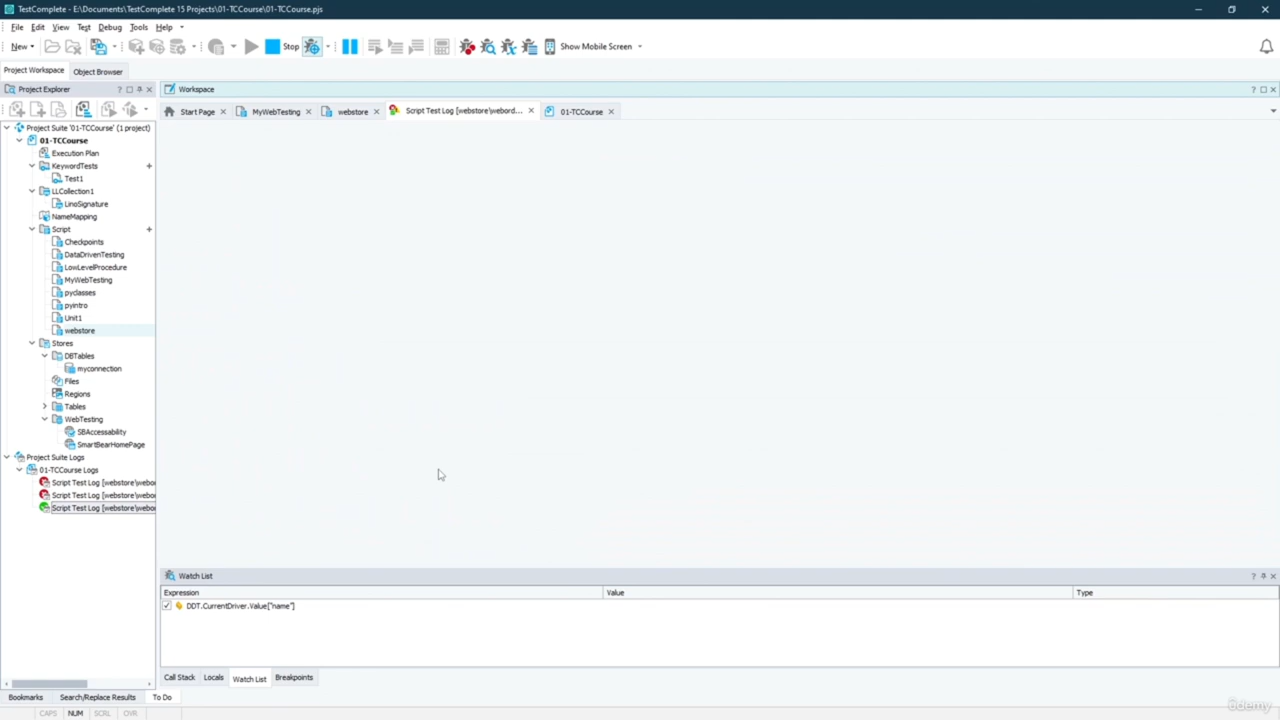 TestComplete - E:\Documents\TestComplete 15 Projects\01-TCCourse\01-TCCourse.pjs
File Edit View Test Debug Tools Help
New Stop Show Mobile Screen
Project Workspace Object Browser
Project Explorer
Workspace
Start Page MyWebTesting webstore Script Test Log [webstore\webord... 01-TCCourse
Project Suite '01-TCCourse' (1 project)
01-TCCourse
Execution Plan
KeywordTests
Test1
LLCollection1
LinoSignature
NameMapping
Script
Checkpoints
DataDrivenTesting
LowLevelProcedure
MyWebTesting
pyclasses
pyintro
Unit1
webstore
Stores
DBTables
myconnection
Files
Regions
Tables
WebTesting
SBAccessability
SmartBearHomePage
Project Suite Logs
01-TCCourse Logs
Script Test Log [webstore\webo
Script Test Log [webstore\webo
Script Test Log [webstore\webo
Watch List
Expression Value Type
DDT.CurrentDriver.Value["name"]
Call Stack Locals Watch List Breakpoints
Bookmarks Search/Replace Results To Do
CAPS NUM SCRL OVR
ûdemy